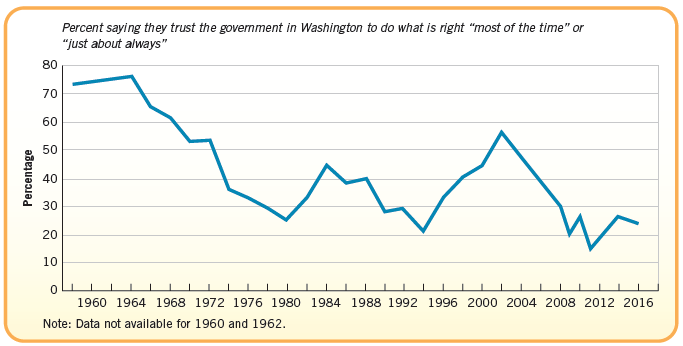 Percent saying they trust the government in Washington to do what is right “most of the time” or
“just about always”
80
70
60
50
40
30
20
10
0
Percentage
1960 1964 1968 1972 1976 1980 1984 1988 1992 1996 2000 2004 2008 2012 2016
Note: Data not available for 1960 and 1962.